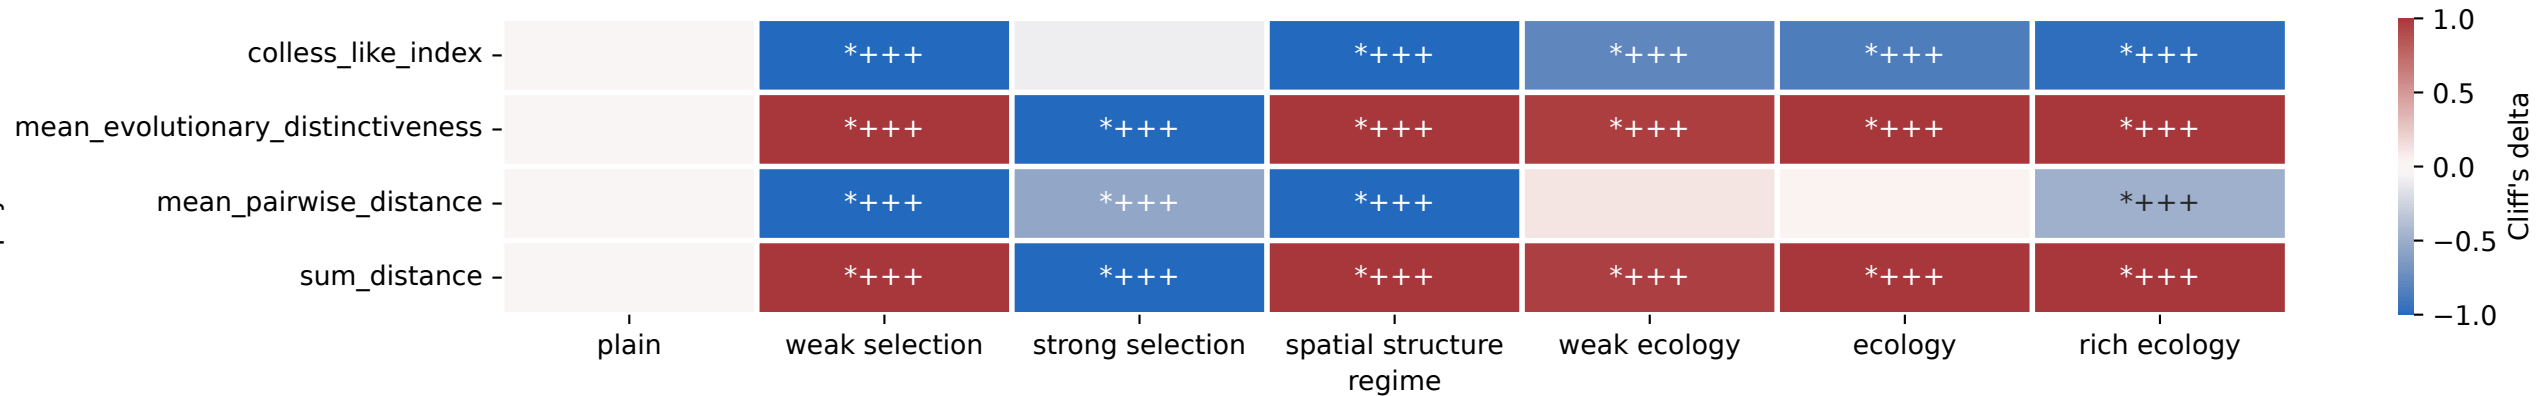 colless_like_index *+++ *+++ *+++ *+++ *+++
mean_evolutionary_distinctiveness *+++ *+++ *+++ *+++ *+++ *+++
mean_pairwise_distance *+++ *+++ *+++ *+++
sum_distance *+++ *+++ *+++ *+++ *+++ *+++
plain weak selection strong selection spatial structure weak ecology ecology rich ecology
regime
1.0
0.5
0.0
−0.5
−1.0
Cliff's delta